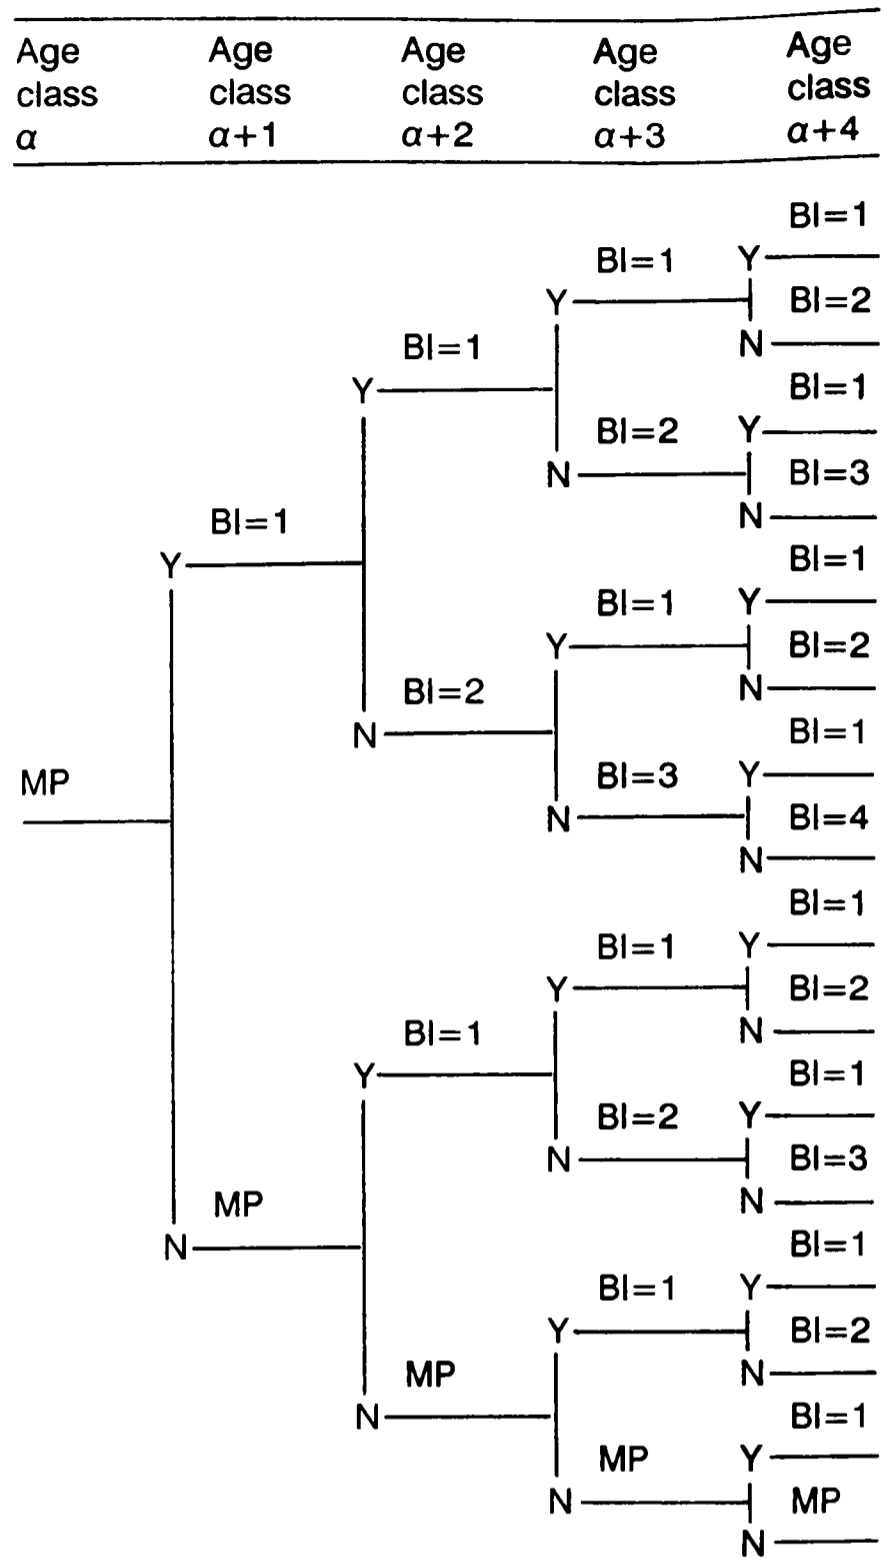 Age class α
Age class α+1
Age class α+2
Age class α+3
Age class α+4
BI=1
BI=1
Y
Y
BI=2
BI=1
N
Y
BI=1
BI=2
Y
N
BI=3
BI=1
N
Y
BI=1
BI=1
Y
Y
BI=2
BI=2
N
N
BI=1
BI=3
Y
MP
N
BI=4
N
BI=1
BI=1
Y
Y
BI=2
BI=1
N
Y
BI=1
BI=2
Y
N
BI=3
MP
N
N
BI=1
BI=1
Y
Y
BI=2
MP
N
N
BI=1
MP
Y
N
MP
N